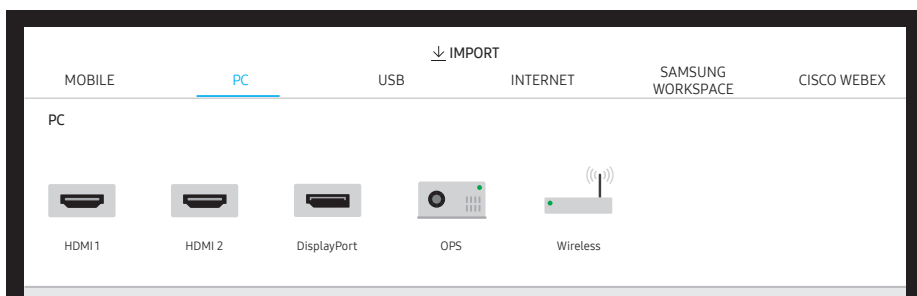 IMPORT
MOBILE PC USB INTERNET SAMSUNG WORKSPACE CISCO WEBEX
PC
HDMI 1 HDMI 2 DisplayPort OPS Wireless